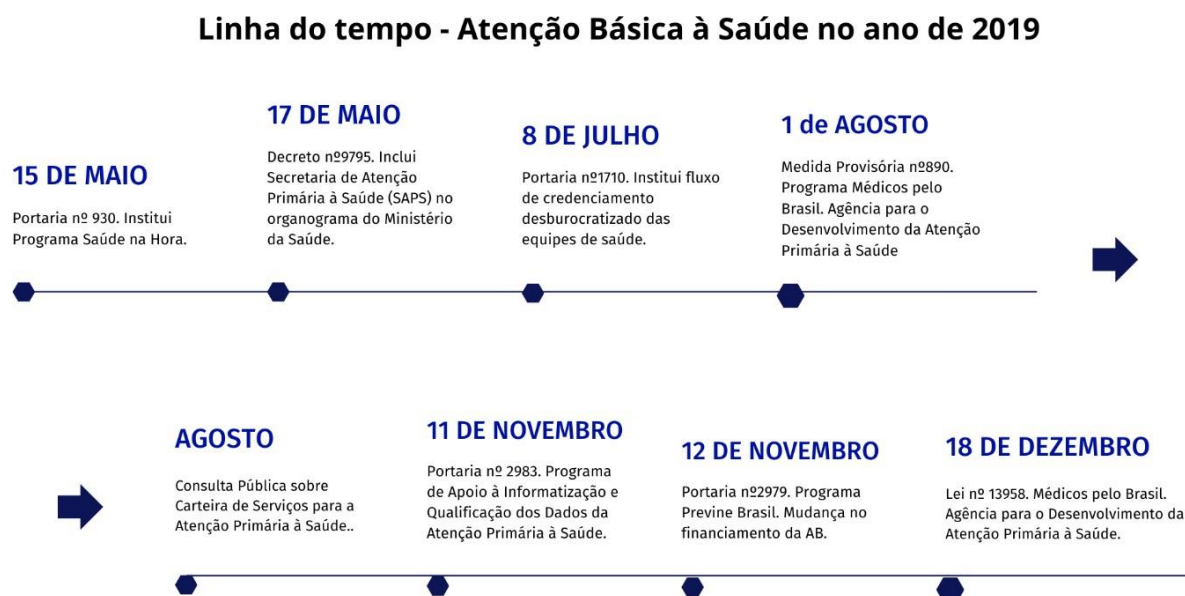 Linha do tempo - Atenção Básica à Saúde no ano de 2019
15 DE MAIO
Portaria nº 930. Institui
Programa Saúde na Hora.
17 DE MAIO
Decreto nº9795. Inclui
Secretaria de Atenção
Primária à Saúde (SAPS) no
organograma do Ministério
da Saúde.
8 DE JULHO
Portaria nº1710. Institui fluxo
de credenciamento
desburocratizado das
equipes de saúde.
1 de AGOSTO
Medida Provisória nº890.
Programa Médicos pelo
Brasil. Agência para o
Desenvolvimento da Atenção
Primária à Saúde
AGOSTO
Consulta Pública sobre
Carteira de Serviços para a
Atenção Primária à Saúde..
11 DE NOVEMBRO
Portaria nº 2983. Programa
de Apoio à Informatização e
Qualificação dos Dados da
Atenção Primária à Saúde.
12 DE NOVEMBRO
Portaria nº2979. Programa
Previne Brasil. Mudança no
financiamento da AB.
18 DE DEZEMBRO
Lei nº 13958. Médicos pelo Brasil.
Agência para o Desenvolvimento da
Atenção Primária à Saúde.